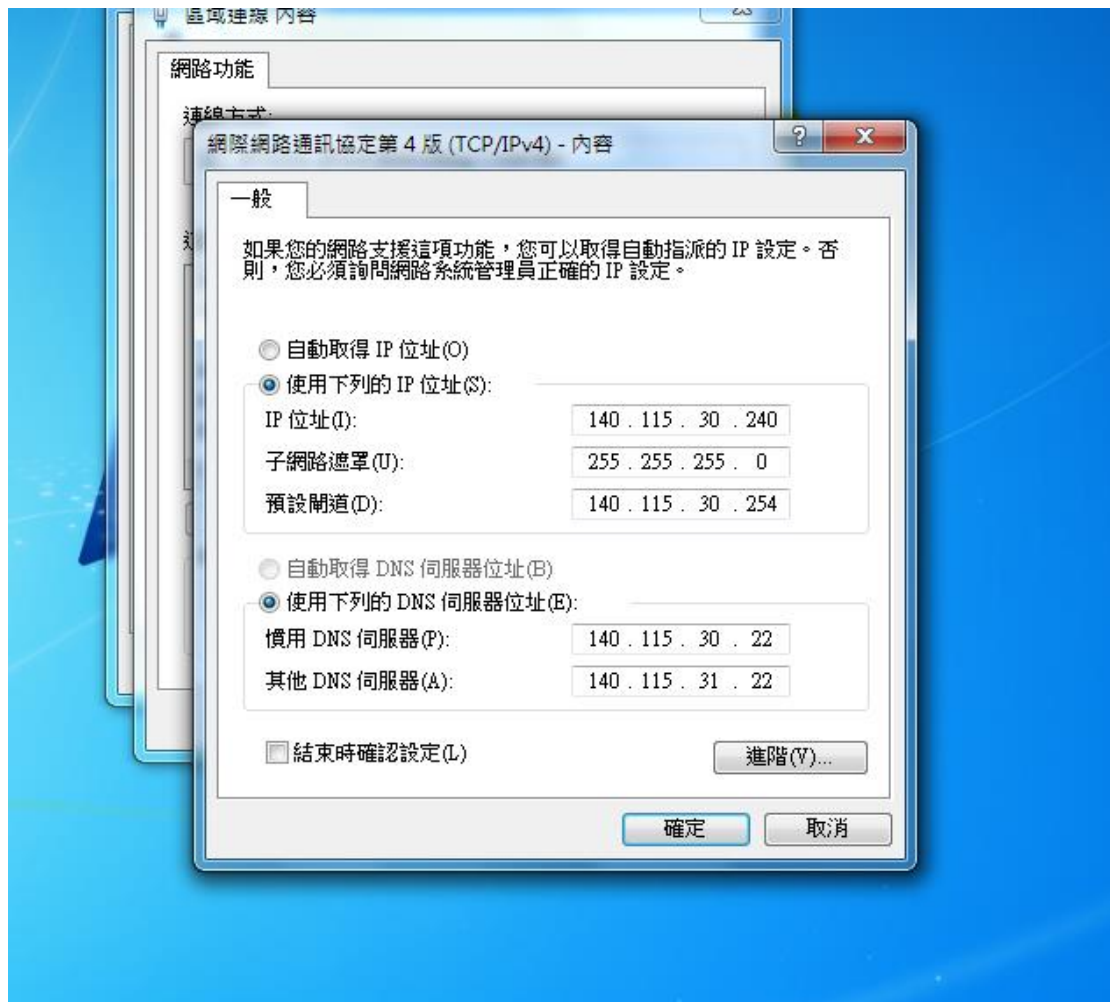 區域連線 內容
網路功能
連線方式:
網際網路通訊協定第 4 版 (TCP/IPv4) - 內容
一般
如果您的網路支援這項功能，您可以取得自動指派的 IP 設定。否
則，您必須詢問網路系統管理員正確的 IP 設定。
自動取得 IP 位址(O)
使用下列的 IP 位址(S):
IP 位址(I): 140 . 115 . 30 . 240
子網路遮罩(U): 255 . 255 . 255 . 0
預設閘道(D): 140 . 115 . 30 . 254
自動取得 DNS 伺服器位址(B)
使用下列的 DNS 伺服器位址(E):
慣用 DNS 伺服器(P): 140 . 115 . 30 . 22
其他 DNS 伺服器(A): 140 . 115 . 31 . 22
結束時確認設定(L)
進階(V)...
確定 取消